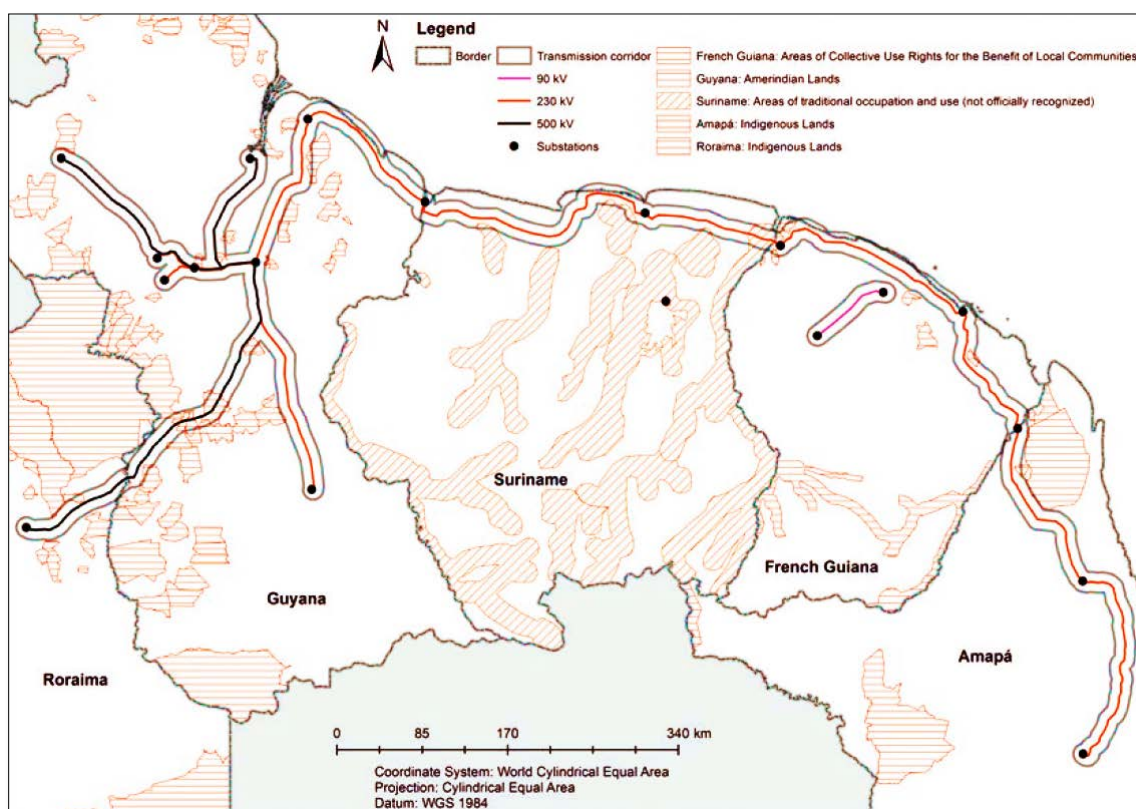 N
Legend
Border
Transmission corridor
90 kV
230 kV
500 kV
Substations
French Guiana: Areas of Collective Use Rights for the Benefit of Local Communities
Guyana: Amerindian Lands
Suriname: Areas of traditional occupation and use (not officially recognized)
Amapá: Indigenous Lands
Roraima: Indigenous Lands
Suriname
French Guiana
Guyana
Amapá
Roraima
0 85 170 340 km
Coordinate System: World Cylindrical Equal Area
Projection: Cylindrical Equal Area
Datum: WGS 1984